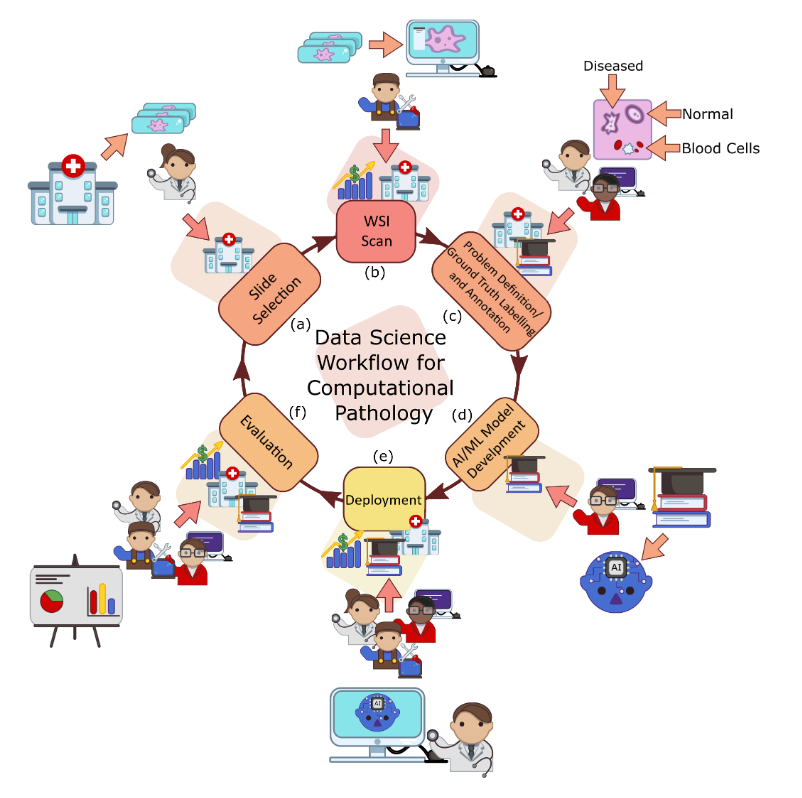 Diseased
Normal
Blood Cells
WSI
Scan
(b)
Slide
Selection
(a)
Problem Definition/
Ground Truth Labelling
and Annotation
(c)
Data Science
Workflow for
Computational
Pathology
(d)
AI/ML Model
Develpment
(e)
Deployment
(f)
Evaluation
AI
AI